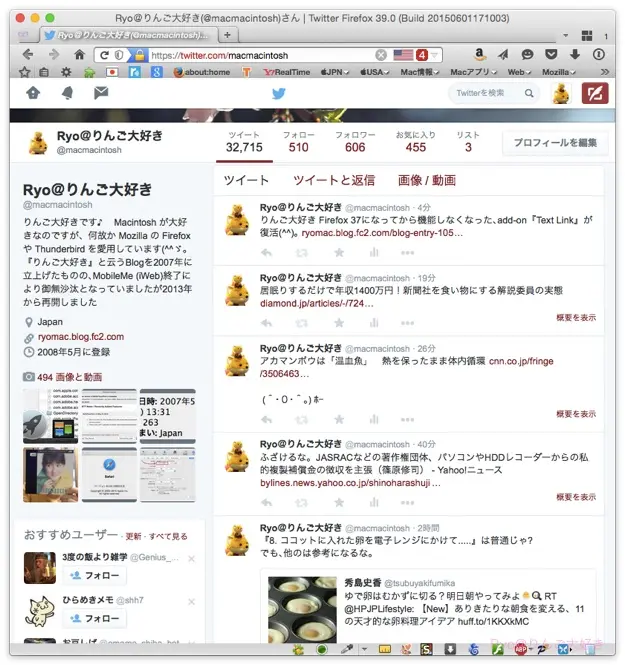 Ryo@りんご大好き(@macmacintosh)さん | Twitter Firefox 39.0 (Build 20150601171003)
Ryo@りんご大好き(@macmacintos...
1
https://twitter.com/macmacintosh
4
about:home
YRealTime
JPN
USA
Mac情報
Macアプリ
Web
Mozilla
Twitterを検索
Ryo@りんご大好き
@macmacintosh
ツイート フォロー フォロワー お気に入り リスト
32,715 510 606 455 3
プロフィールを編集
Ryo@りんご大好き
@macmacintosh
りんご大好きです♪ Macintosh が大好
きなのですが、何故か Mozilla の Firefox
や Thunderbird を愛用しています(^^ゞ。
『りんご大好き』と云うBlogを2007年に
立上げたものの、MobileMe (iWeb)終了に
より御無沙汰となっていましたが2013年
から再開しました
Japan
ryomac.blog.fc2.com
2008年5月に登録
494 画像と動画
日時: 2007年5
) 13:31
263
まい: Japan
おすすめユーザー · 更新 · すべて見る
3度の飯より雑学 @Genius_...
フォロー
ひらめきメモ @shh7
フォロー
ツイート ツイートと返信 画像 / 動画
Ryo@りんご大好き @macmacintosh · 4分
りんご大好き Firefox 37になってから機能しなくなった、add-on『Text Link』が
復活(^^)。 ryomac.blog.fc2.com/blog-entry-105…
Ryo@りんご大好き @macmacintosh · 19分
居眠りするだけで年収1400万円！新聞社を食い物にする解説委員の実態
diamond.jp/articles/-/724…
概要を表示
Ryo@りんご大好き @macmacintosh · 26分
アカマンボウは「温血魚」 熱を保ったまま体内循環 cnn.co.jp/fringe
/3506463…
(＾･O･＾｡)ﾎｰ
概要を表示
Ryo@りんご大好き @macmacintosh · 40分
ふざけるな。JASRACなどの著作権団体、パソコンやHDDレコーダーからの私
的複製補償金の徴収を主張（篠原修司） - Yahoo!ニュース
bylines.news.yahoo.co.jp/shinoharashuji…
概要を表示
Ryo@りんご大好き @macmacintosh · 2時間
『8. ココットに入れた卵を電子レンジにかけて.....』は普通じゃ?
でも、他のは参考になるな。
秀島史香 @tsubuyakifumika
ゆで卵はむかずに切る？明日朝やってみよ RT
@HPJPLifestyle: 【New】ありきたりな朝食を変える、11
の天才的な卵料理アイデア huff.to/1KKXkMC
Ryo@りんご大好き